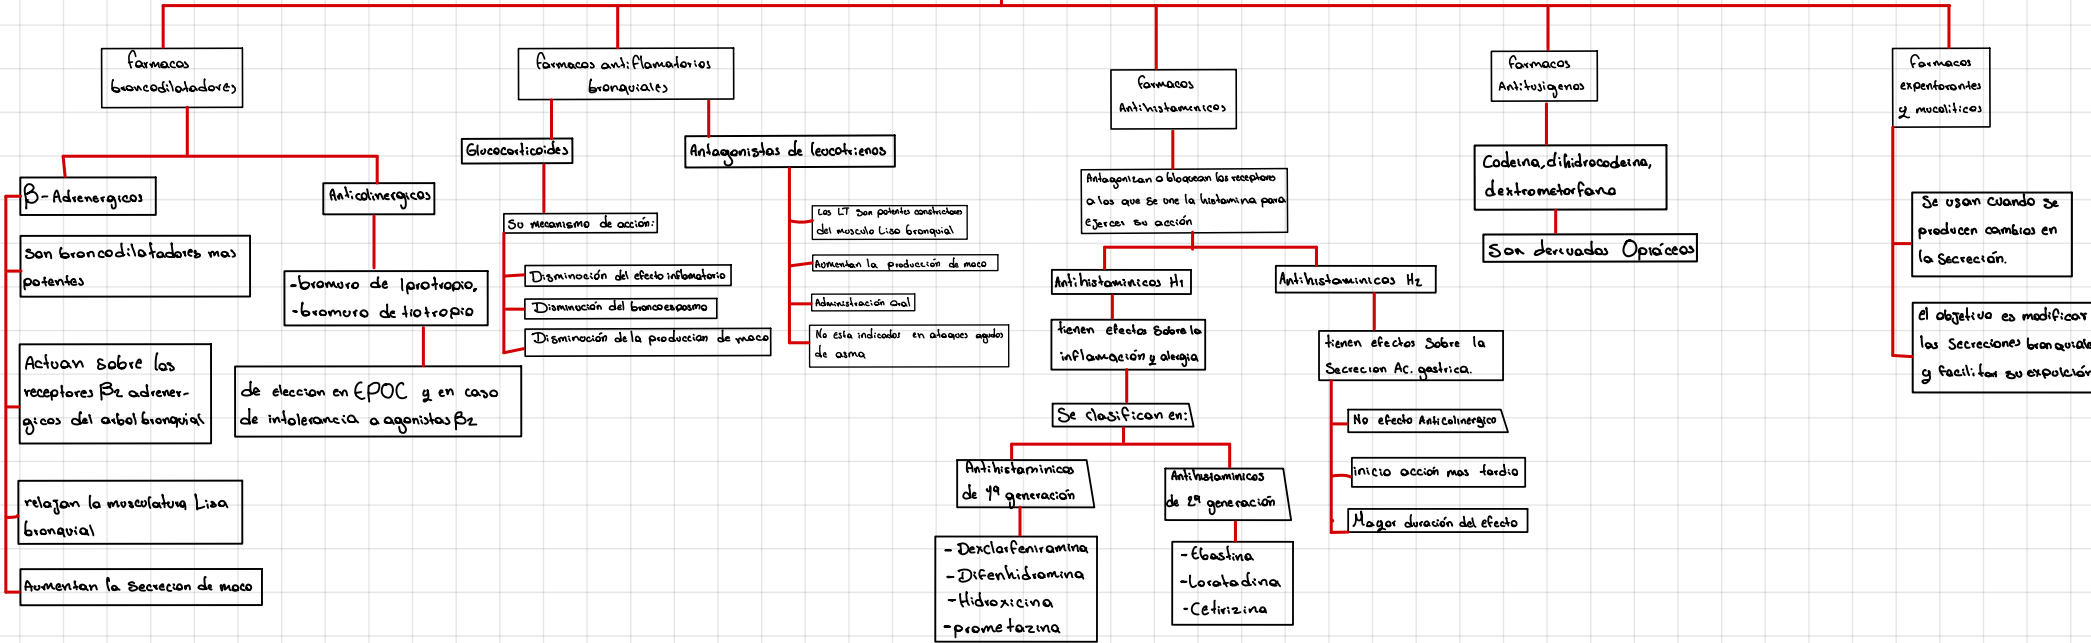 farmacos
broncodilatadores
β-Adrenergicos
Son broncodilatadores mas
potentes
Actuan sobre los
receptores β2 adrener-
gicos del arbol bronquial
relajan la musculatura Lisa
bronquial
Aumentan la Secrecion de moco
Anticolinergicos
-bromuro de Ipratropio,
-bromuro de tiotropio
de eleccion en EPOC y en caso
de intolerancia a agonistas β2
farmacos antiflamatorios
bronquiales
Glucocorticoides
Su mecanismo de acción:
Disminoción del efecto inflamatorio
Disminución del broncoespasmo
Disminoción de la produccion de moco
Antagonistas de leucotrienos
Los LT Son potentes constrictores
del musculo Liso bronquial
Aumentan la producción de moco
Administración Oral
No esta indicados en ataques agudos
de asma
farmacos
Antihistamenicos
Antagonizan o bloquean los receptores
a los que se une la histamina para
ejerces su acción
Antihistaminicos H1
tienen efectos Sobre la
inflamación y alergia
Se clasifican en:
Antihistaminicos
de 1ª generación
- Dexclorfeniramina
- Difenhidramina
- Hidroxicina
- prometazina
Antihistaminicos
de 2ª generación
- Ebastina
- Loratadina
- Cetirizina
Antihistaminicos H2
tienen efectos Sobre la
Secrecion Ac. gastrica.
No efecto Anticolinergico
inicio acción mas tardio
Mayor duración del efecto
farmacos
Antitusigenos
Codeina, dihidrocodeina,
dextrometorfano
Son derivados Opiáceos
farmacos
expentorantes
y mucoliticos
Se usan cuando se
producen cambios en
la Secreción.
el objetivo es modificar
las Secreciones bronquiale
y facilitar su expulción